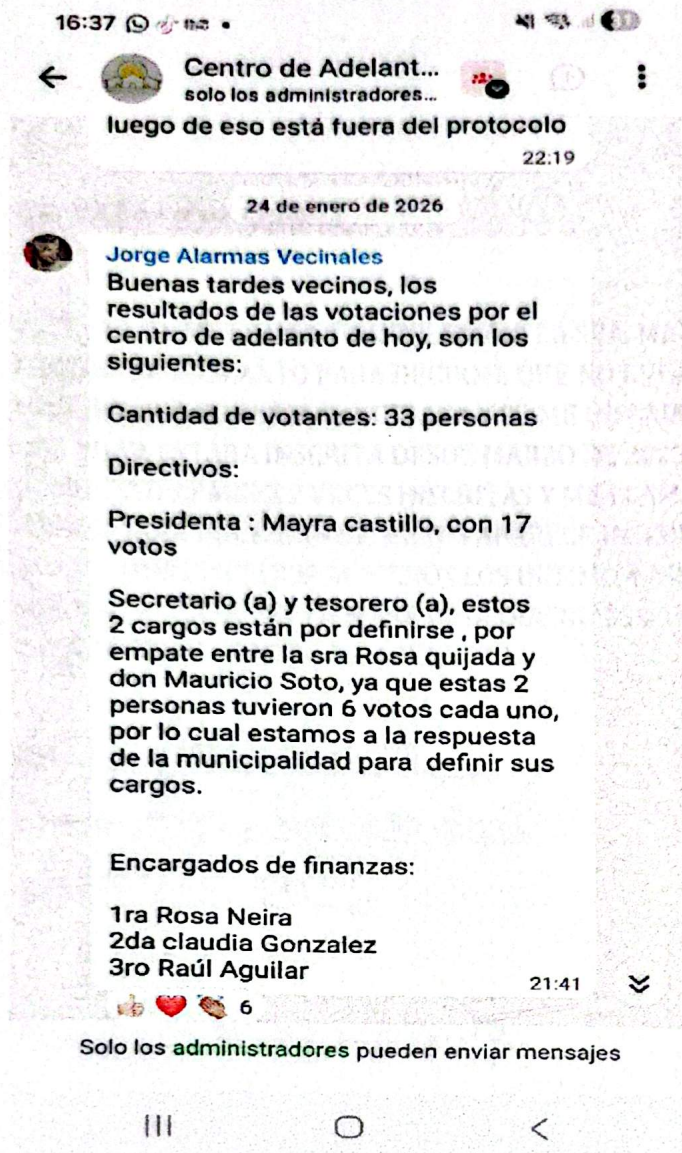 16:37
Centro de Adelant...
solo los administradores...
luego de eso está fuera del protocolo
22:19
24 de enero de 2026
Jorge Alarmas Vecinales
Buenas tardes vecinos, los
resultados de las votaciones por el
centro de adelanto de hoy, son los
siguientes:
Cantidad de votantes: 33 personas
Directivos:
Presidenta : Mayra castillo, con 17
votos
Secretario (a) y tesorero (a), estos
2 cargos están por definirse , por
empate entre la sra Rosa quijada y
don Mauricio Soto, ya que estas 2
personas tuvieron 6 votos cada uno,
por lo cual estamos a la respuesta
de la municipalidad para definir sus
cargos.
Encargados de finanzas:
1ra Rosa Neira
2da claudia Gonzalez
3ro Raúl Aguilar
21:41
6
Solo los administradores pueden enviar mensajes